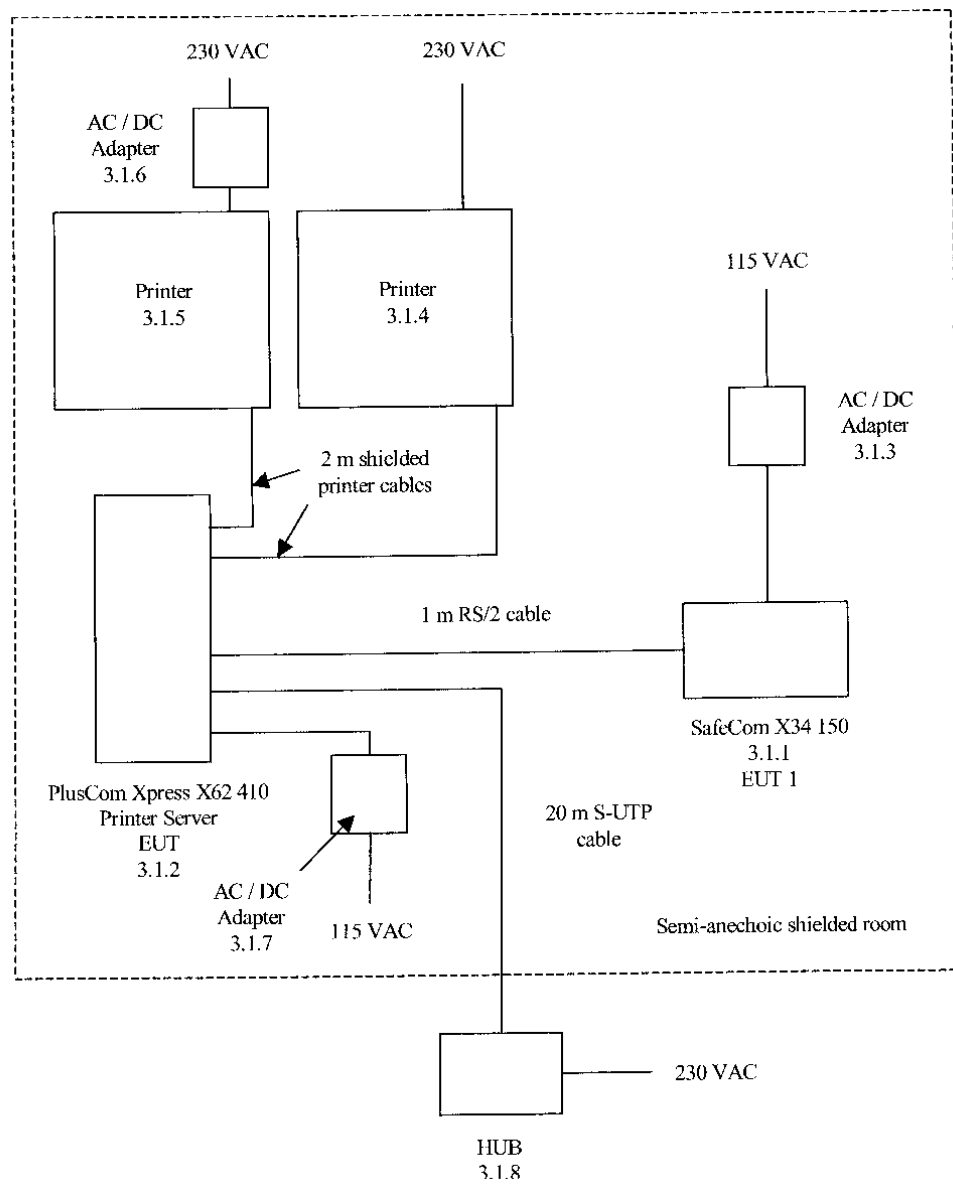 230 VAC
230 VAC
AC / DC
Adapter
3.1.6
Printer
3.1.5
Printer
3.1.4
115 VAC
AC / DC
Adapter
3.1.3
2 m shielded
printer cables
1 m RS/2 cable
SafeCom X34 150
3.1.1
EUT 1
PlusCom Xpress X62 410
Printer Server
EUT
3.1.2
20 m S-UTP
cable
AC / DC
Adapter
3.1.7
115 VAC
Semi-anechoic shielded room
230 VAC
HUB
3.1.8